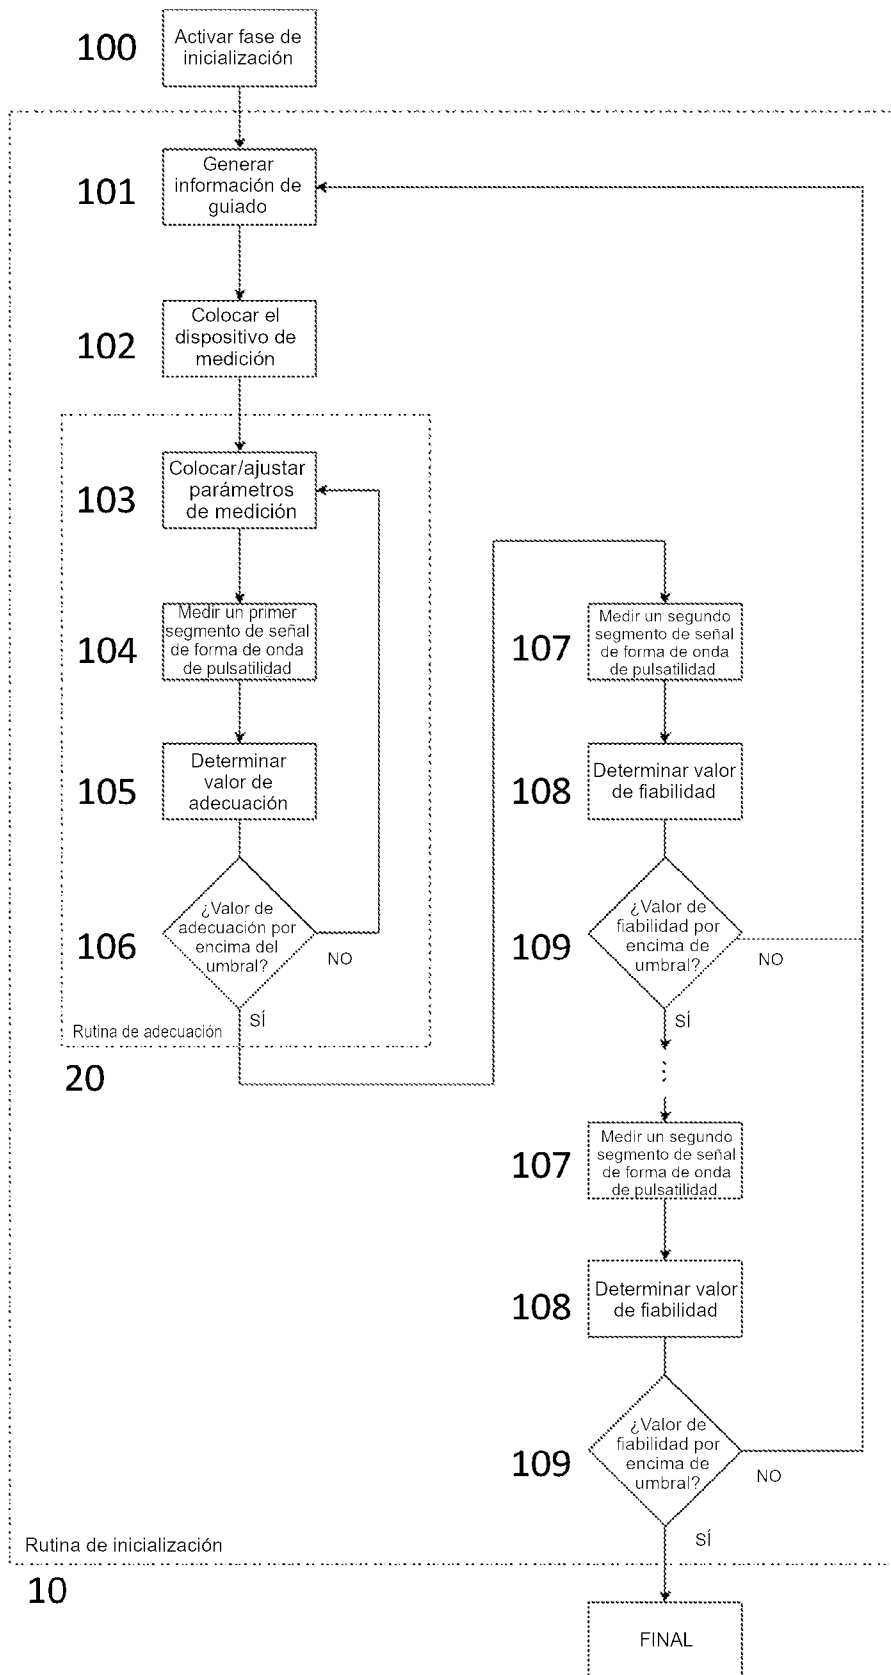 100
Activar fase de
inicialización
101
Generar
información de
guiado
102
Colocar el
dispositivo de
medición
103
Colocar/ajustar
parámetros
de medición
104
Medir un primer
segmento de señal
de forma de onda
de pulsatilidad
105
Determinar
valor de
adecuación
106
¿Valor de
adecuación por
encima del
umbral?
NO
SÍ
Rutina de adecuación
20
107
Medir un segundo
segmento de señal
de forma de onda
de pulsatilidad
108
Determinar valor
de fiabilidad
109
¿Valor de
fiabilidad por
encima de
umbral?
NO
SÍ
107
Medir un segundo
segmento de señal
de forma de onda
de pulsatilidad
108
Determinar valor
de fiabilidad
109
¿Valor de
fiabilidad por
encima de
umbral?
NO
SÍ
Rutina de inicialización
10
FINAL